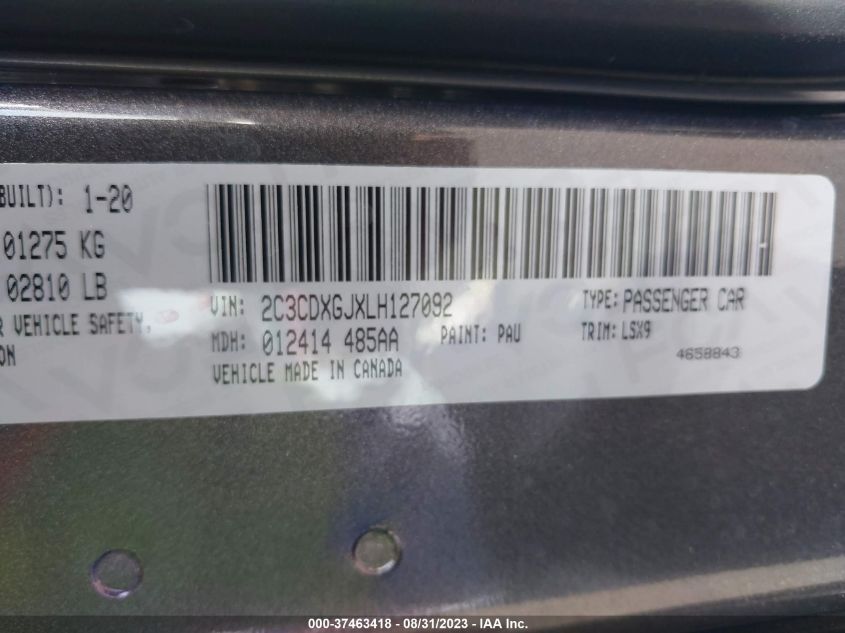 BUILT): 1-20
01275 KG
02810 LB
R VEHICLE SAFETY,
ON
VIN: 2C3CDXGJXLH127092
TYPE: PASSENGER CAR
MDH: 012414 485AA PAINT: PAU TRIM: LSX9
VEHICLE MADE IN CANADA
4658843
000-37463418 - 08/31/2023 - IAA Inc.